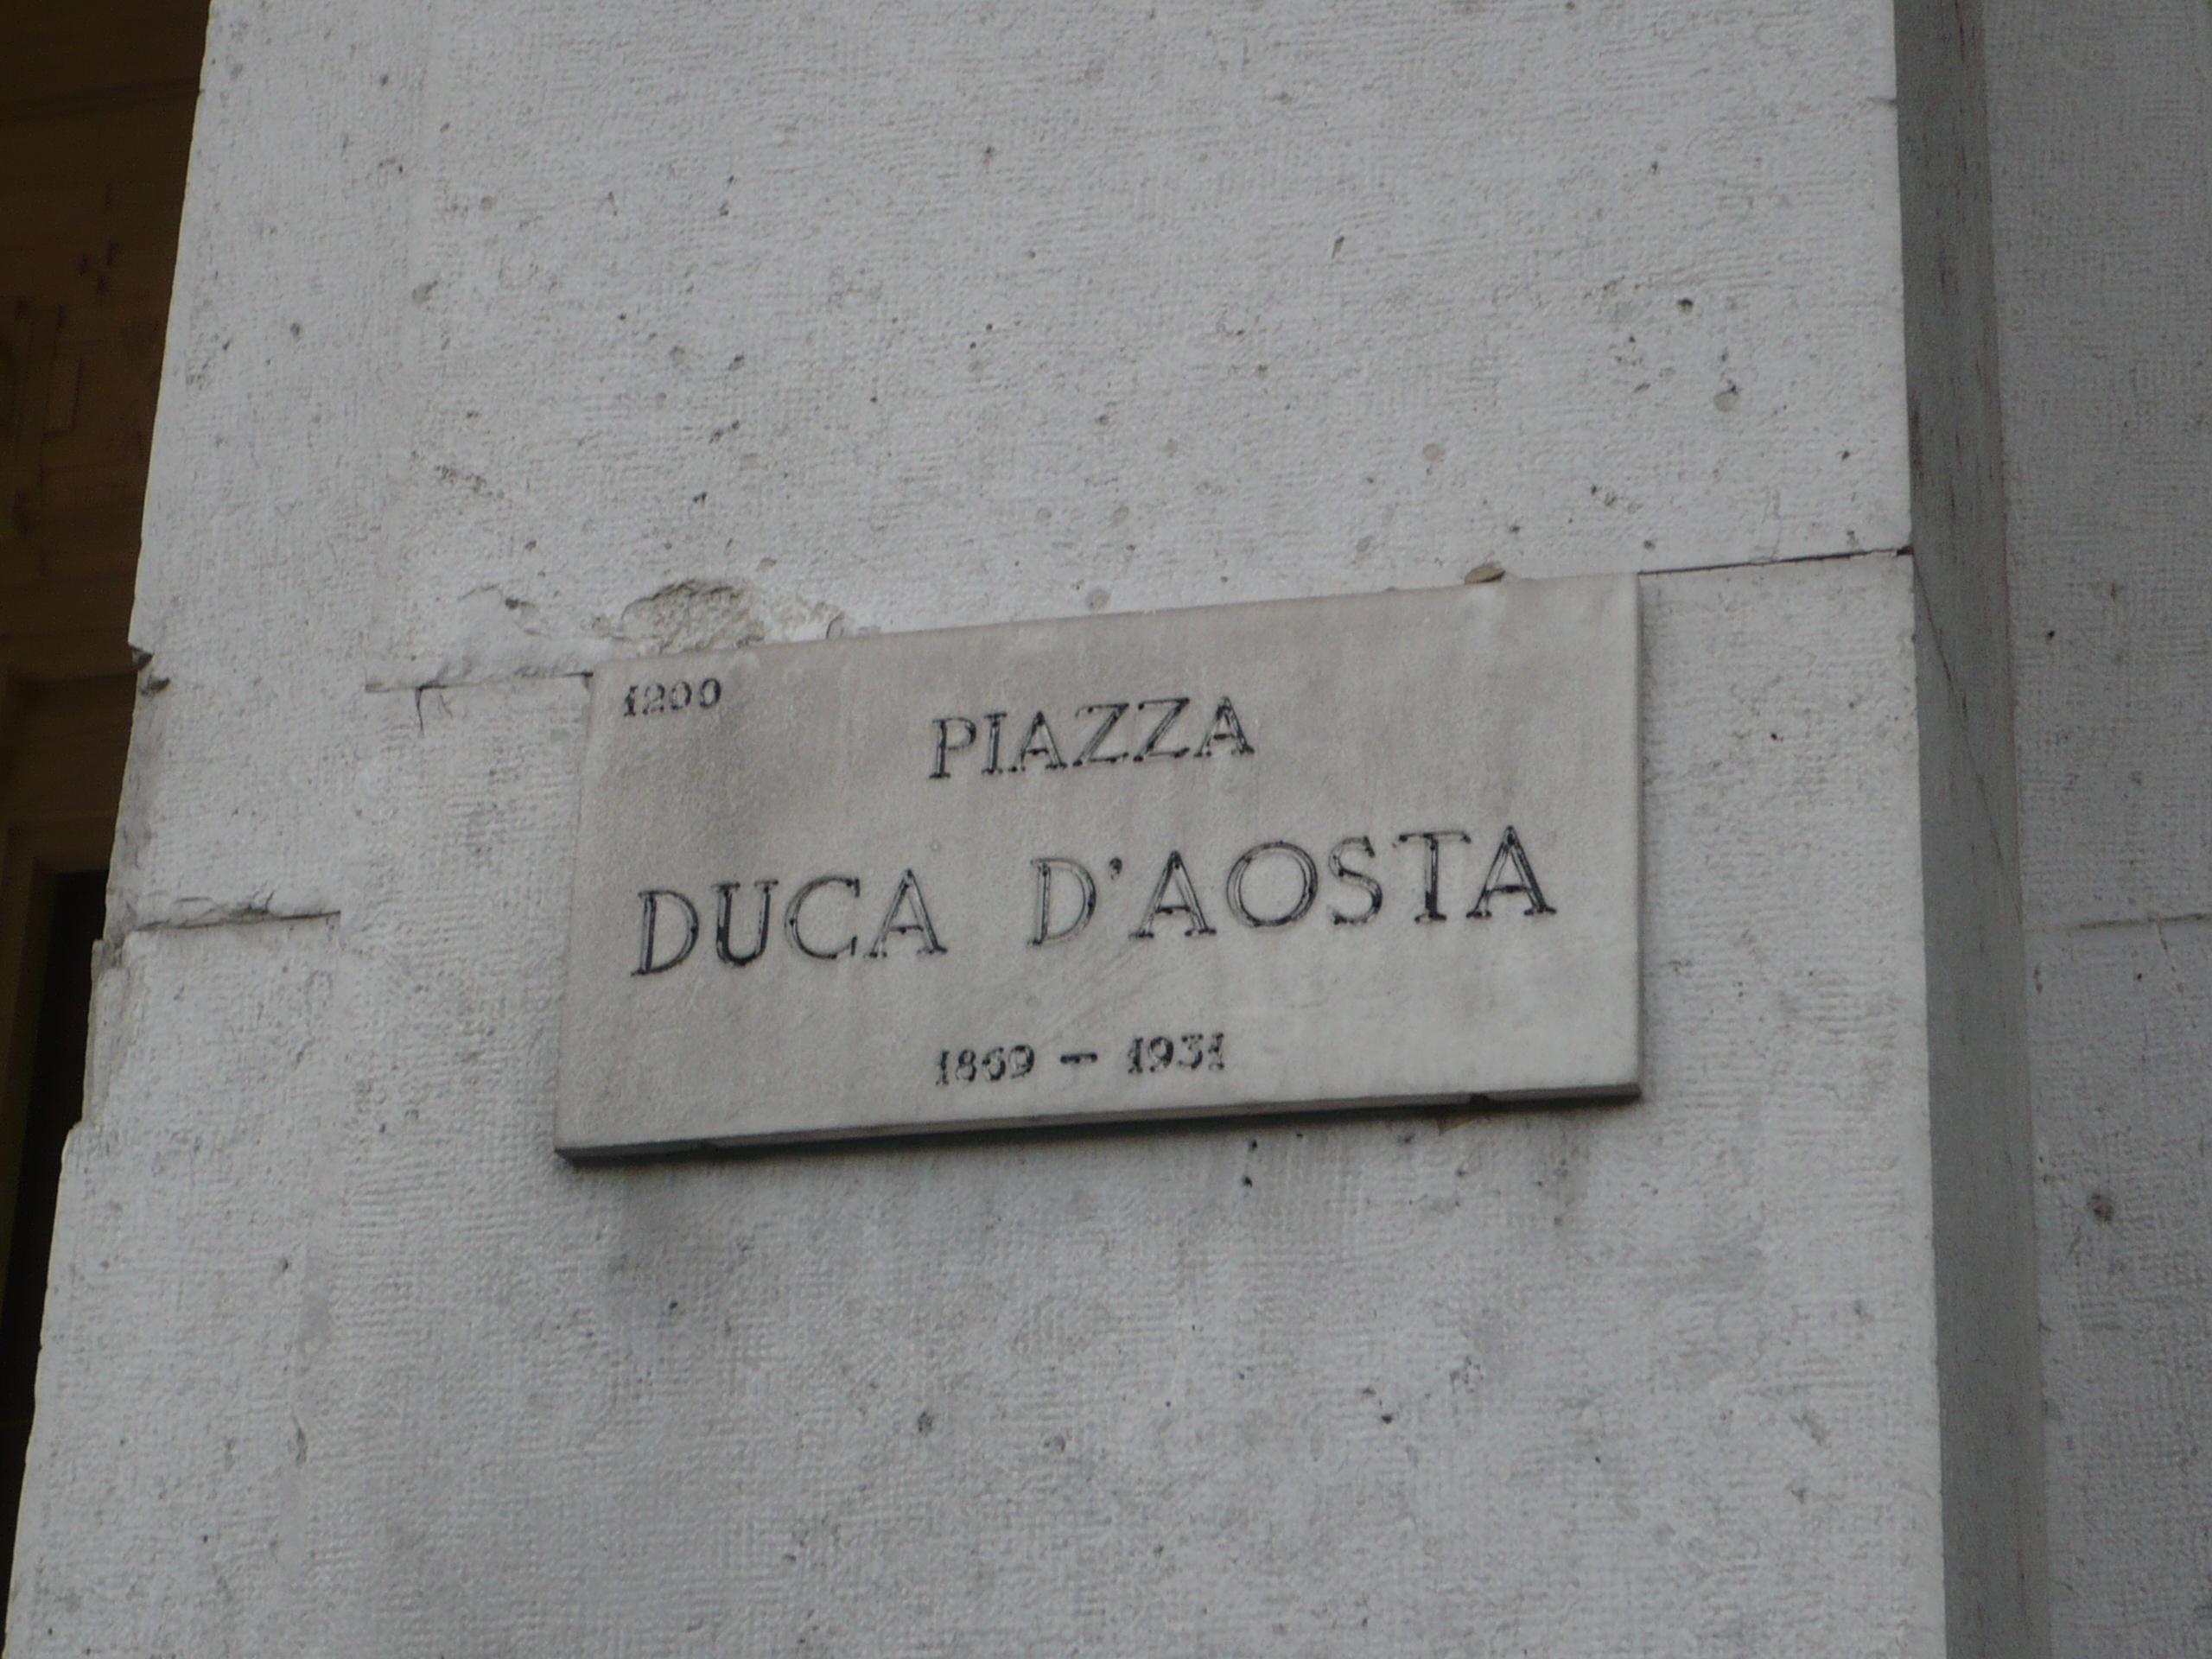 1200
PIAZZA
DUCA D'AOSTA
1869 - 1931